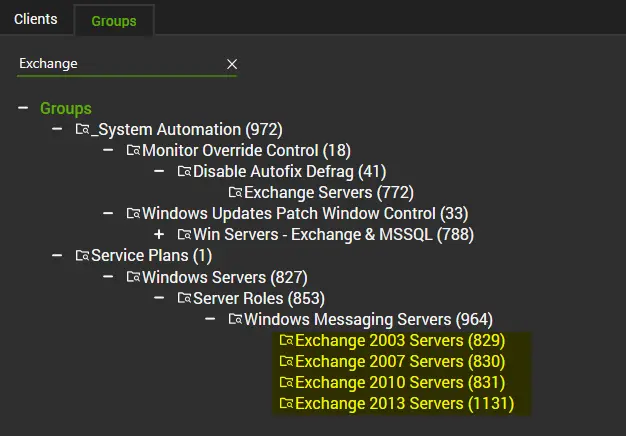 Clients Groups
Exchange
Groups
_System Automation (972)
Monitor Override Control (18)
Disable Autofix Defrag (41)
Exchange Servers (772)
Windows Updates Patch Window Control (33)
Win Servers - Exchange & MSSQL (788)
Service Plans (1)
Windows Servers (827)
Server Roles (853)
Windows Messaging Servers (964)
Exchange 2003 Servers (829)
Exchange 2007 Servers (830)
Exchange 2010 Servers (831)
Exchange 2013 Servers (1131)